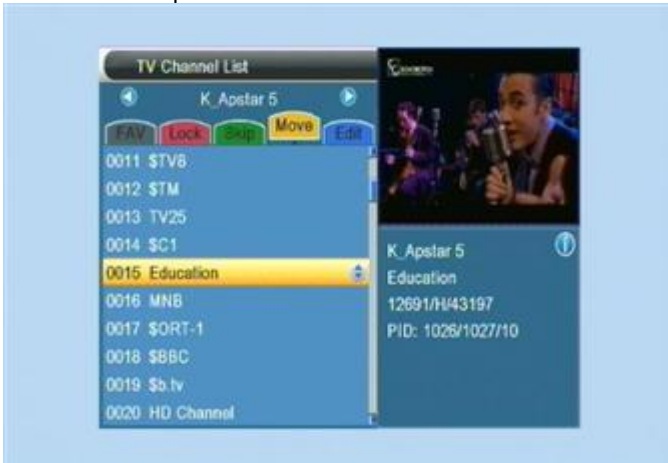 TV Channel List
K_Apstar 5
FAV Lock Skip Move Edit
0011 $TV8
0012 $TM
0013 TV25
0014 $C1
0015 Education
0016 MNB
0017 $ORT-1
0018 $BBC
0019 $b.tv
0020 HD Channel
K_Apstar 5
Education
12691/H/43197
PID: 1026/1027/10